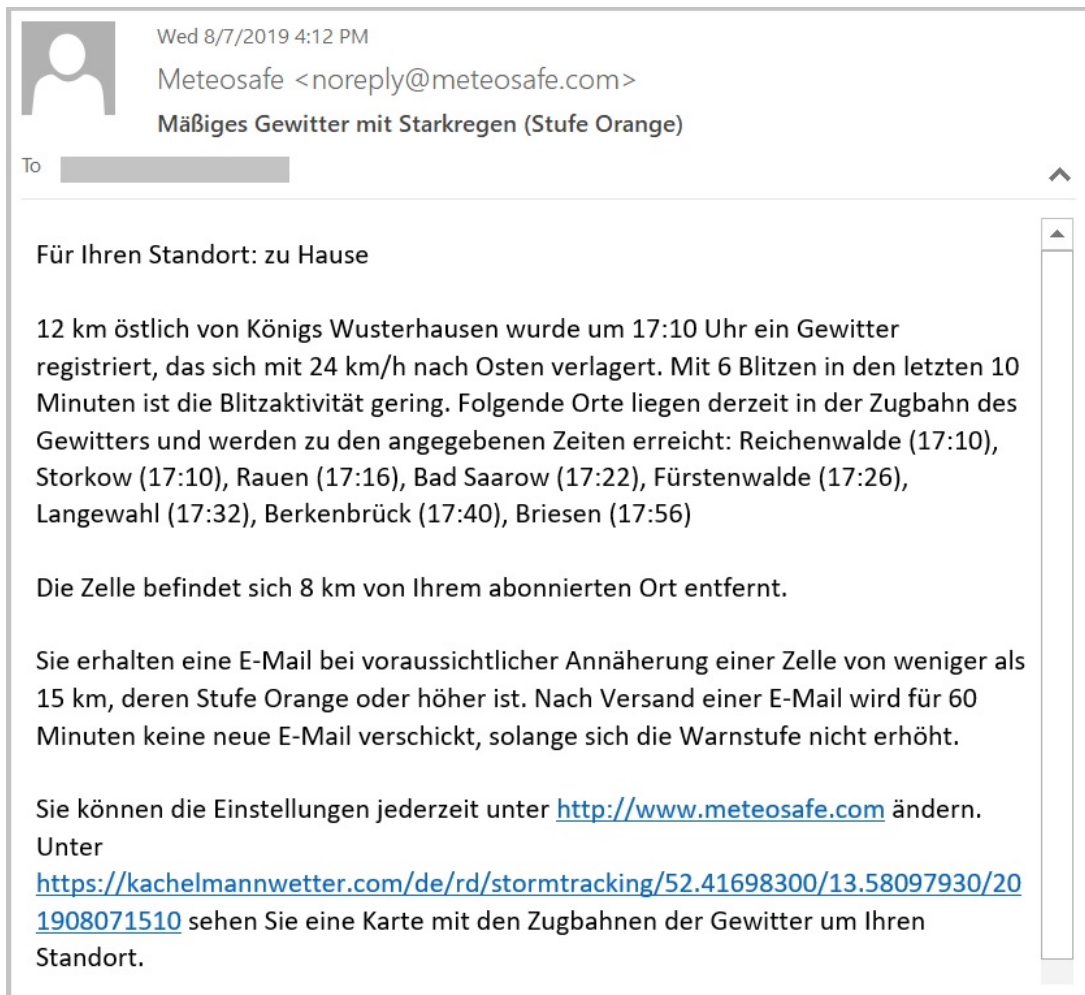 Wed 8/7/2019 4:12 PM
Meteosafe <noreply@meteosafe.com>
Mäßiges Gewitter mit Starkregen (Stufe Orange)
To
Für Ihren Standort: zu Hause
12 km östlich von Königs Wusterhausen wurde um 17:10 Uhr ein Gewitter
registriert, das sich mit 24 km/h nach Osten verlagert. Mit 6 Blitzen in den letzten 10
Minuten ist die Blitzaktivität gering. Folgende Orte liegen derzeit in der Zugbahn des
Gewitters und werden zu den angegebenen Zeiten erreicht: Reichenwalde (17:10),
Storkow (17:10), Rauen (17:16), Bad Saarow (17:22), Fürstenwalde (17:26),
Langewahl (17:32), Berkenbrück (17:40), Briesen (17:56)
Die Zelle befindet sich 8 km von Ihrem abonnierten Ort entfernt.
Sie erhalten eine E-Mail bei voraussichtlicher Annäherung einer Zelle von weniger als
15 km, deren Stufe Orange oder höher ist. Nach Versand einer E-Mail wird für 60
Minuten keine neue E-Mail verschickt, solange sich die Warnstufe nicht erhöht.
Sie können die Einstellungen jederzeit unter http://www.meteosafe.com ändern.
Unter
https://kachelmannwetter.com/de/rd/stormtracking/52.41698300/13.58097930/20
1908071510 sehen Sie eine Karte mit den Zugbahnen der Gewitter um Ihren
Standort.